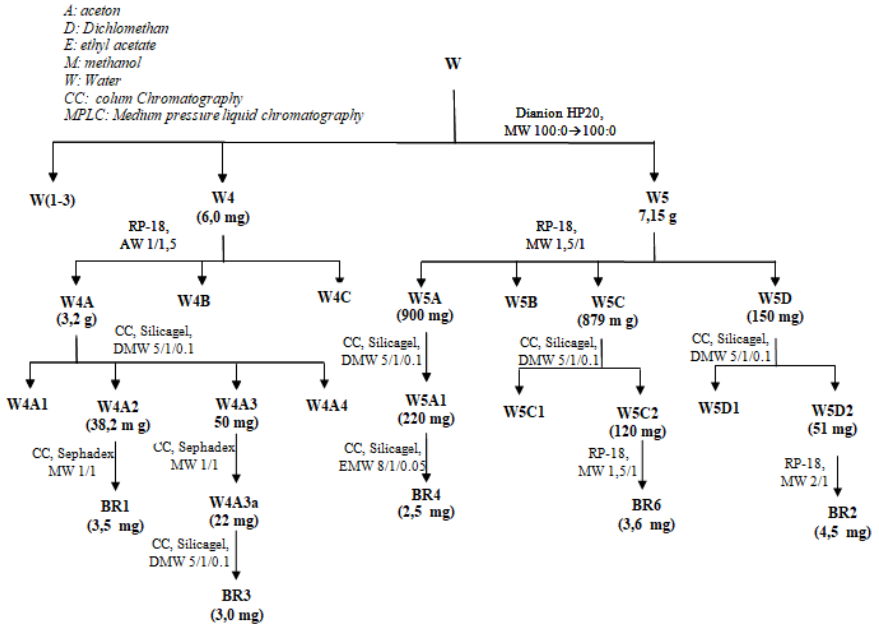 A: aceton
D: Dichlomethan
E: ethyl acetate
M: methanol
W: Water
CC: colum Chromatography
MPLC: Medium pressure liquid chromatography
W
Dianion HP20,
MW 100:0→100:0
W(1-3)
W4
(6,0 mg)
W5
7,15 g
RP-18,
AW 1/1,5
RP-18,
MW 1,5/1
W4A
(3,2 g)
W4B
W4C
W5A
(900 mg)
W5B
W5C
(879 m g)
W5D
(150 mg)
CC, Silicagel,
DMW 5/1/0.1
CC, Silicagel,
DMW 5/1/0.1
CC, Silicagel,
DMW 5/1/0.1
CC, Silicagel,
DMW 5/1/0.1
W4A1
W4A2
(38,2 m g)
W4A3
50 mg)
W4A4
W5A1
(220 mg)
W5C1
W5C2
(120 mg)
W5D1
W5D2
(51 mg)
CC, Sephadex
MW 1/1
CC, Sephadex
MW 1/1
CC, Silicagel,
EMW 8/1/0.05
RP-18,
MW 1,5/1
RP-18,
MW 2/1
BR1
(3,5 mg)
W4A3a
(22 mg)
BR4
(2,5 mg)
BR6
(3,6 mg)
BR2
(4,5 mg)
CC, Silicagel,
DMW 5/1/0.1
BR3
(3,0 mg)